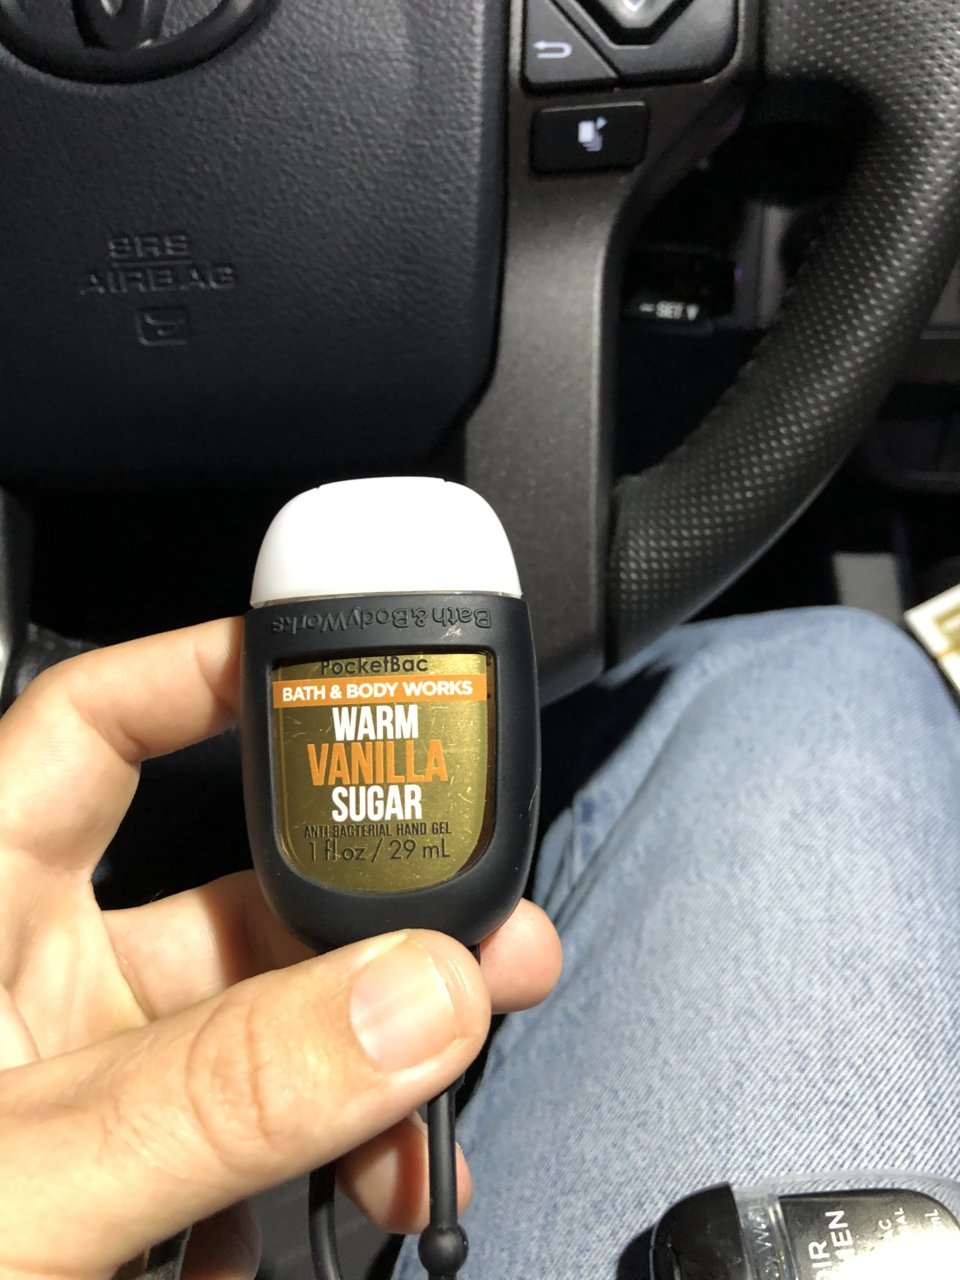 SRS
AIRBAG
SET
Bath&BodyWorks
PocketBac
BATH & BODY WORKS
WARM
VANILLA
SUGAR
ANTI-BACTERIAL HAND GEL
1 fl oz / 29 mL
MEN